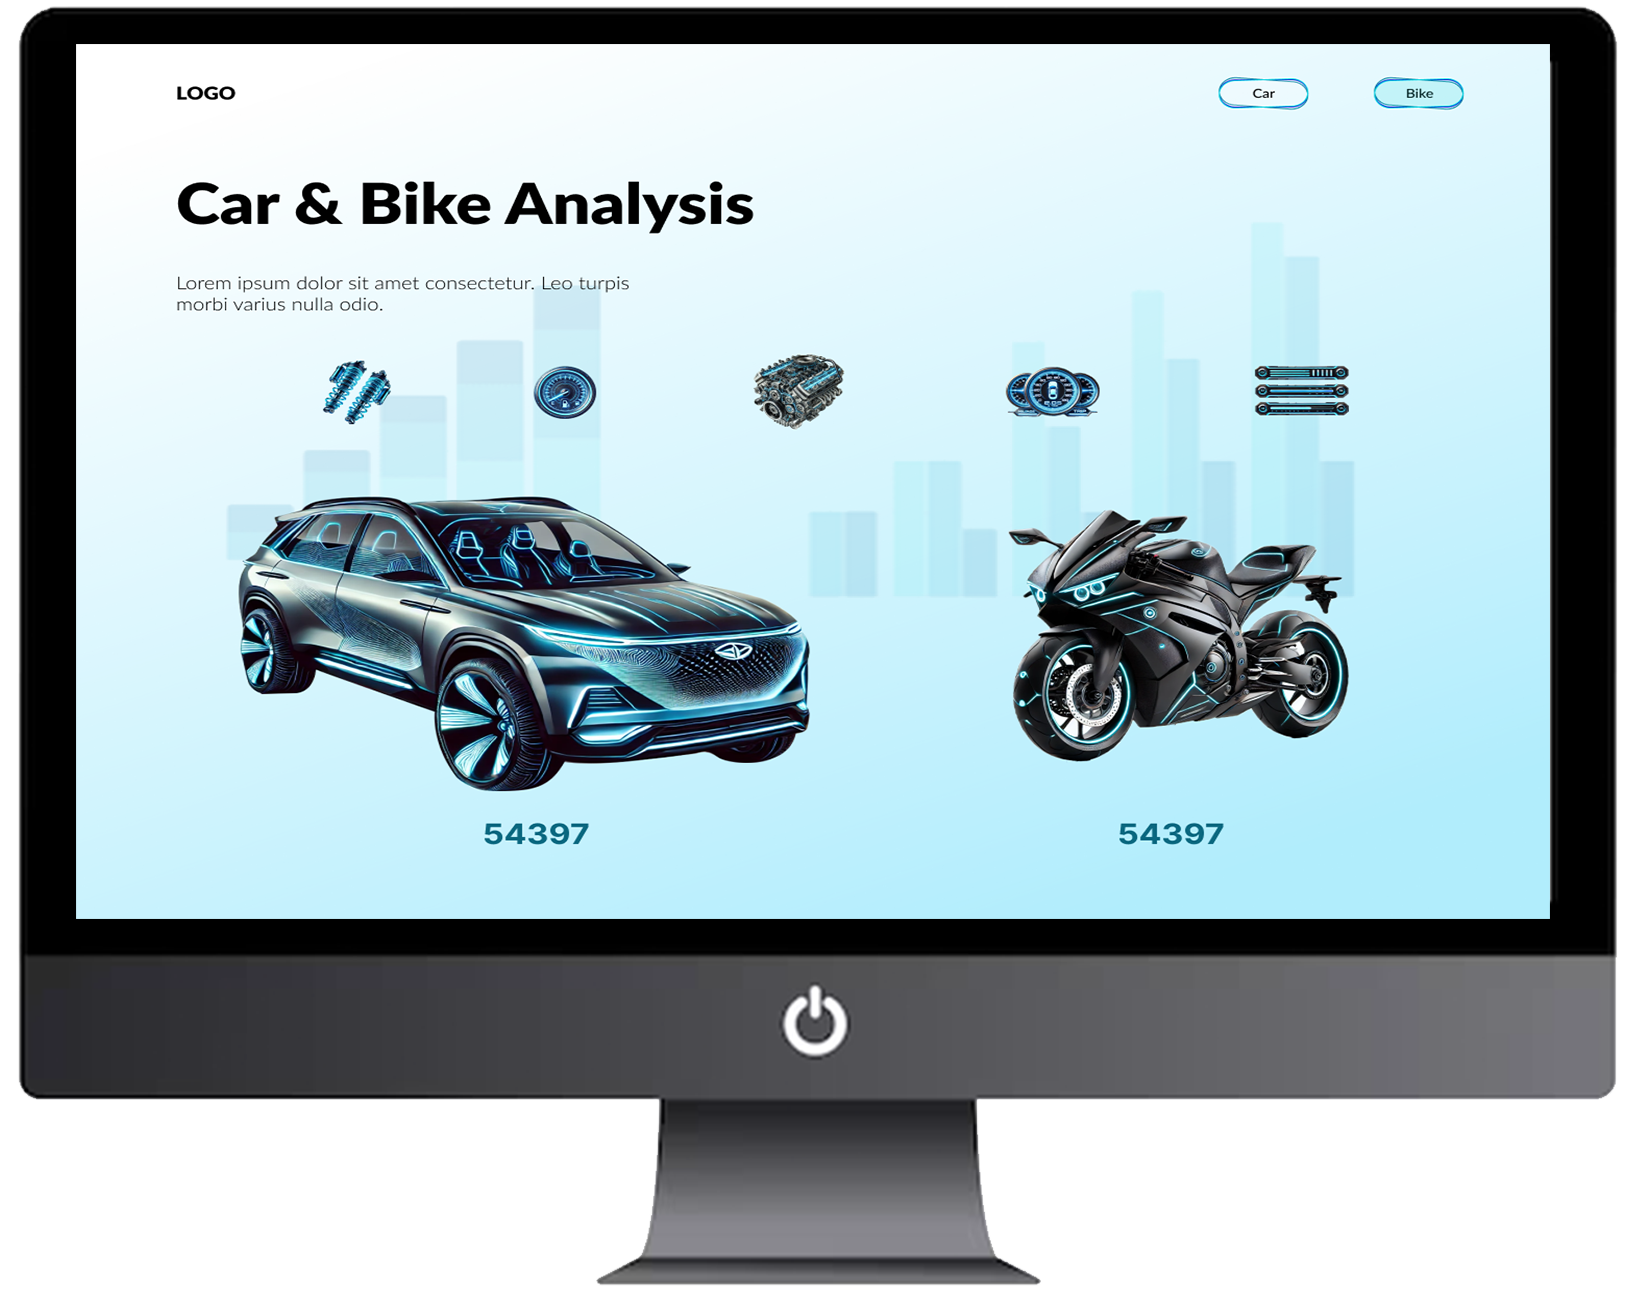 LOGO
Car
Bike
Car & Bike Analysis
Lorem ipsum dolor sit amet consectetur. Leo turpis
morbi varius nulla odio.
54397
54397